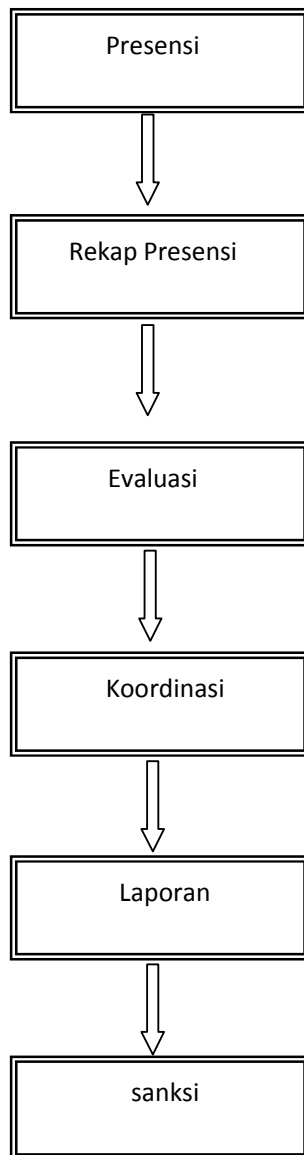 Presensi
Rekap Presensi
Evaluasi
Koordinasi
Laporan
sanksi